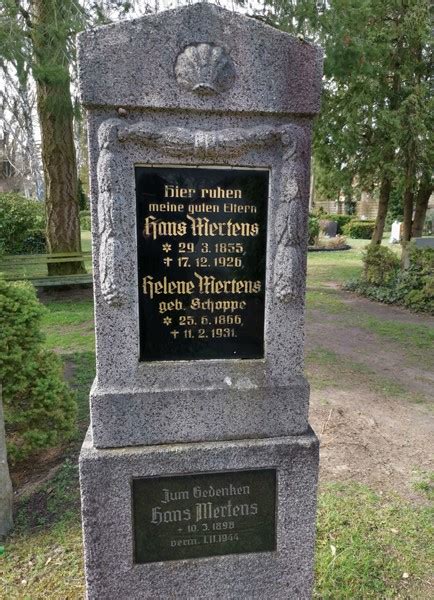 Hier ruhen
meine guten Eltern
Hans Mertens
* 29. 3. 1855
† 17. 12. 1926
Helene Mertens
geb. Schoppe
* 25. 6. 1866
† 11. 2. 1931
Zum Gedenken
Hans Mertens
* 10. 3. 1898
verm. 1.11.1944